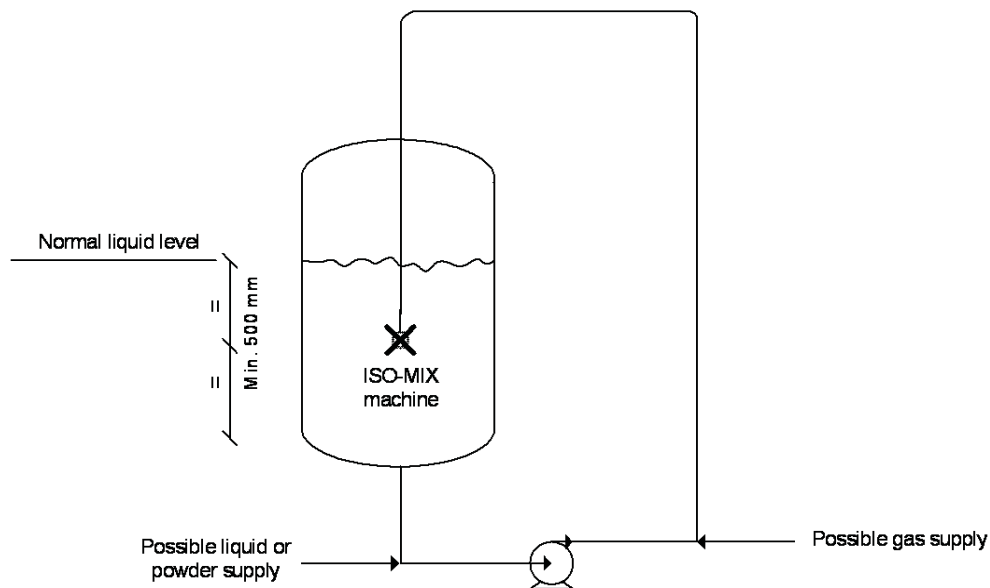 Normal liquid level
=
Min. 500 mm
=
ISO-MIX
machine
Possible liquid or
powder supply
Possible gas supply